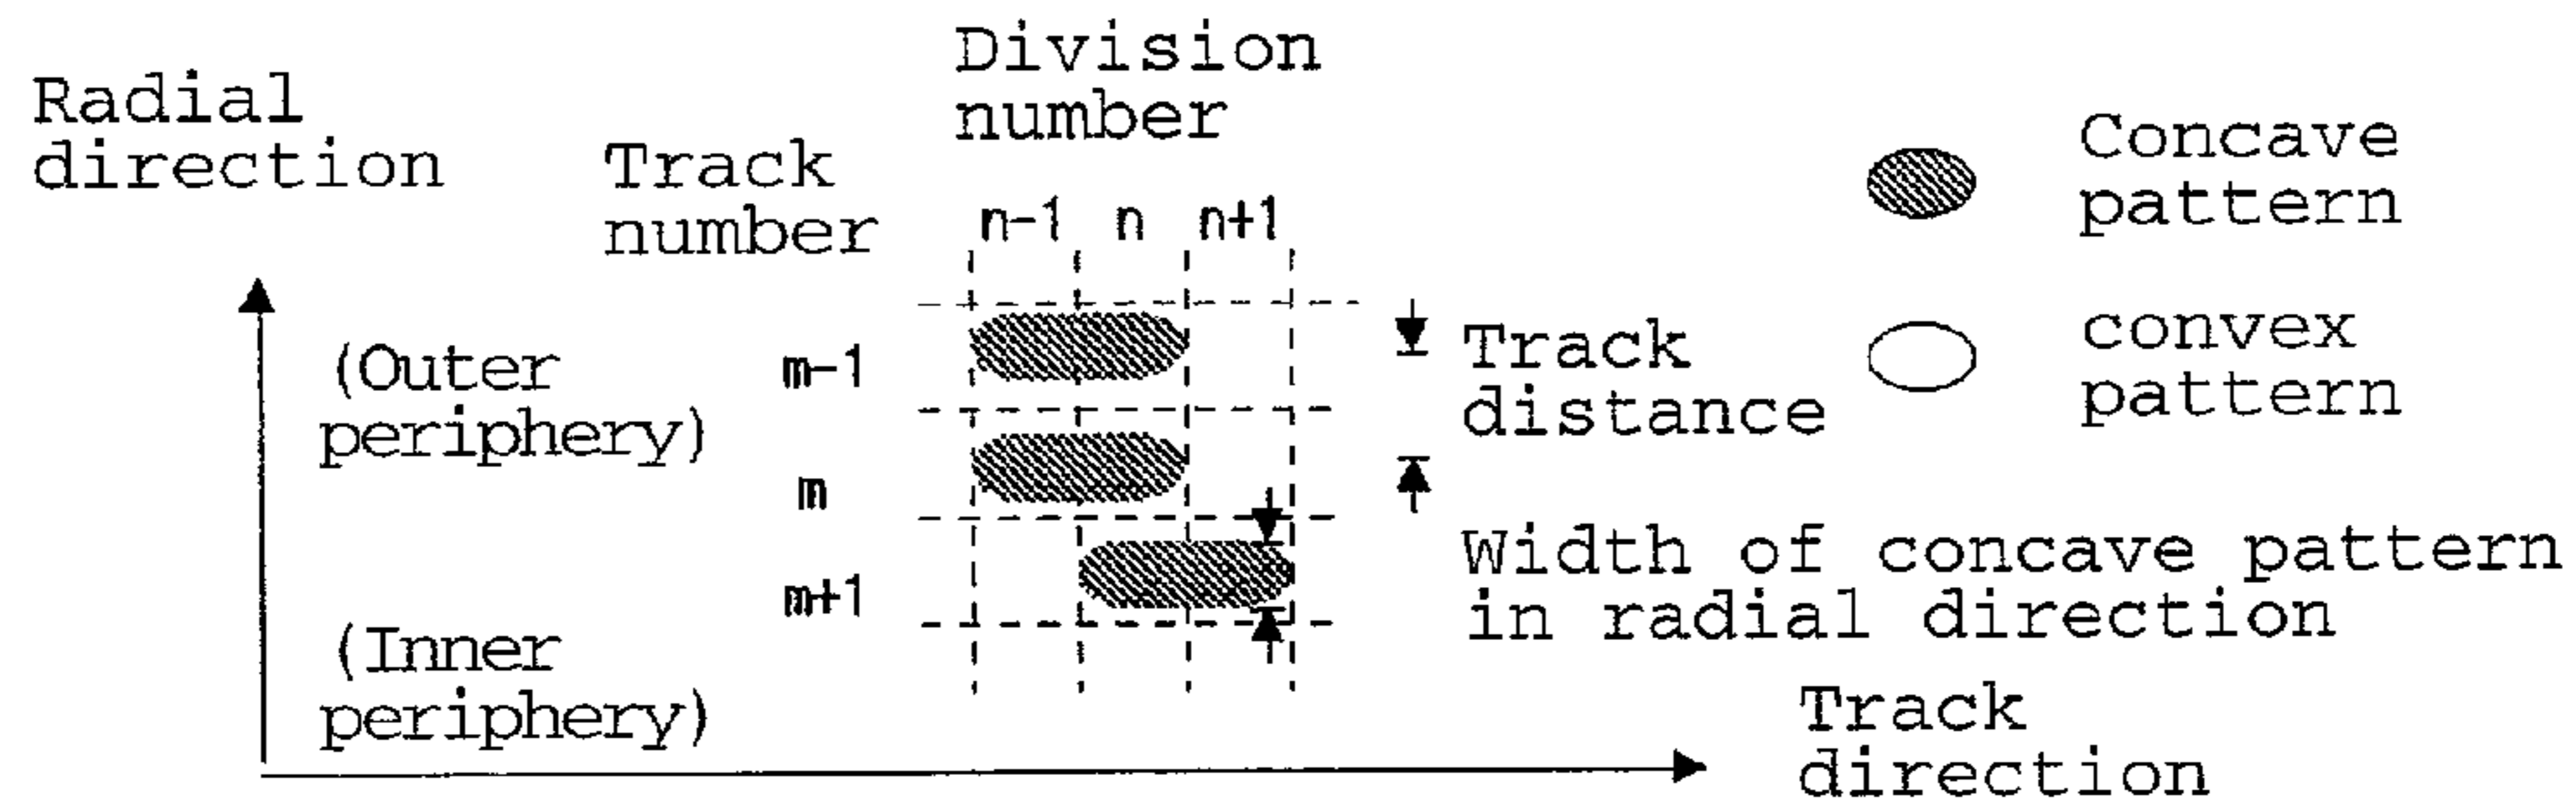 Radial
direction
Track
number
Division
number
n-1 n n+1
Concave
pattern
convex
pattern
(Outer
periphery)
m-1
m
m+1
(Inner
periphery)
Track
distance
Width of concave pattern
in radial direction
Track
direction